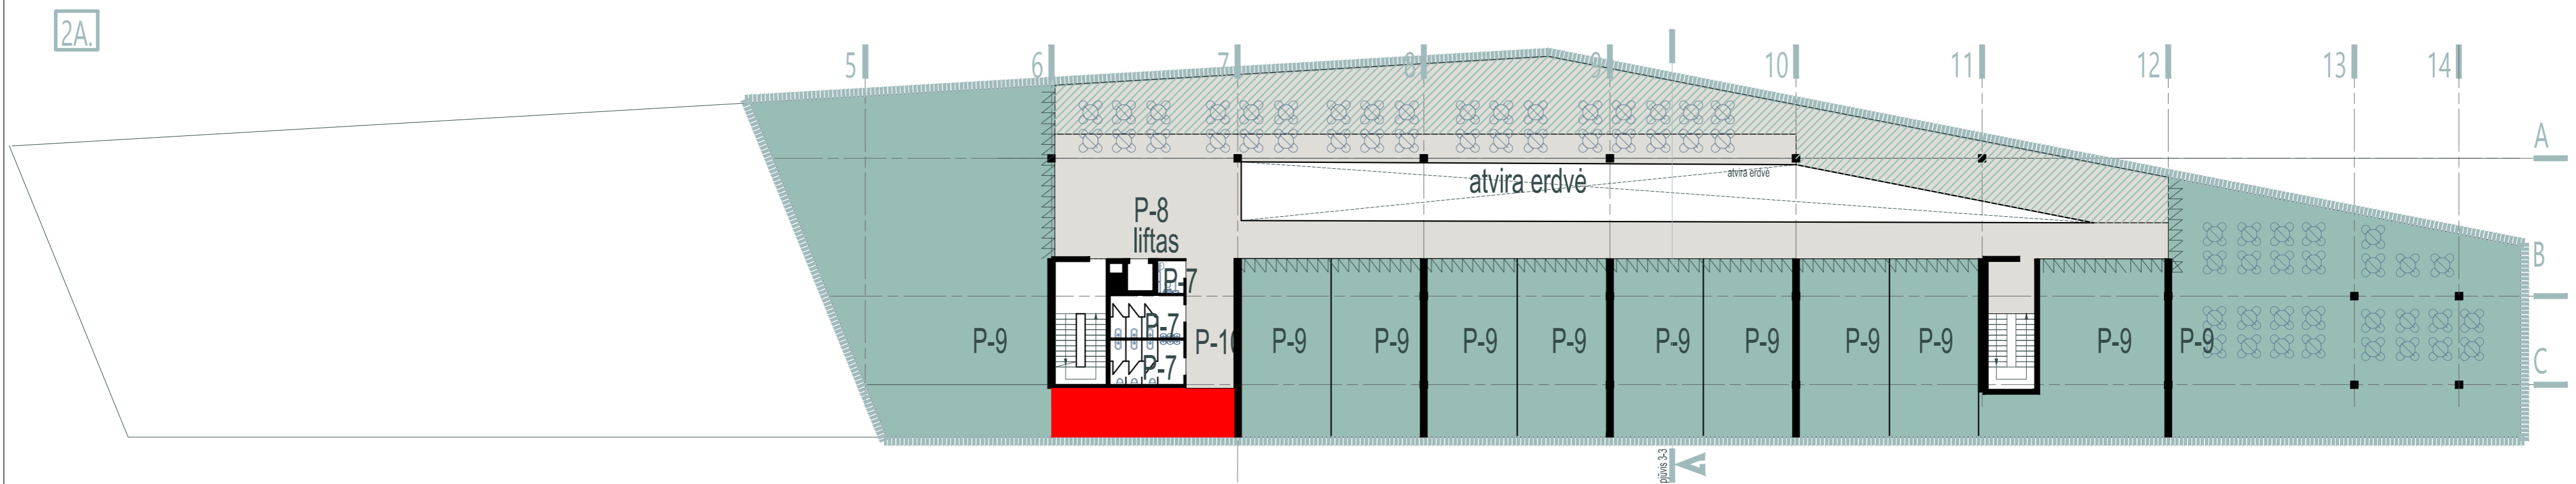 2A.
5 6 7 8 9 10 11 12 13 14
A
atvira erdvė atvira erdvė
P-8
liftas
B
P-7
P-7
P-9 P-10 P-9 P-9 P-9 P-9 P-9 P-9 P-9 P-9 P-9 P-9
P-7
C
pjūvis 3-3